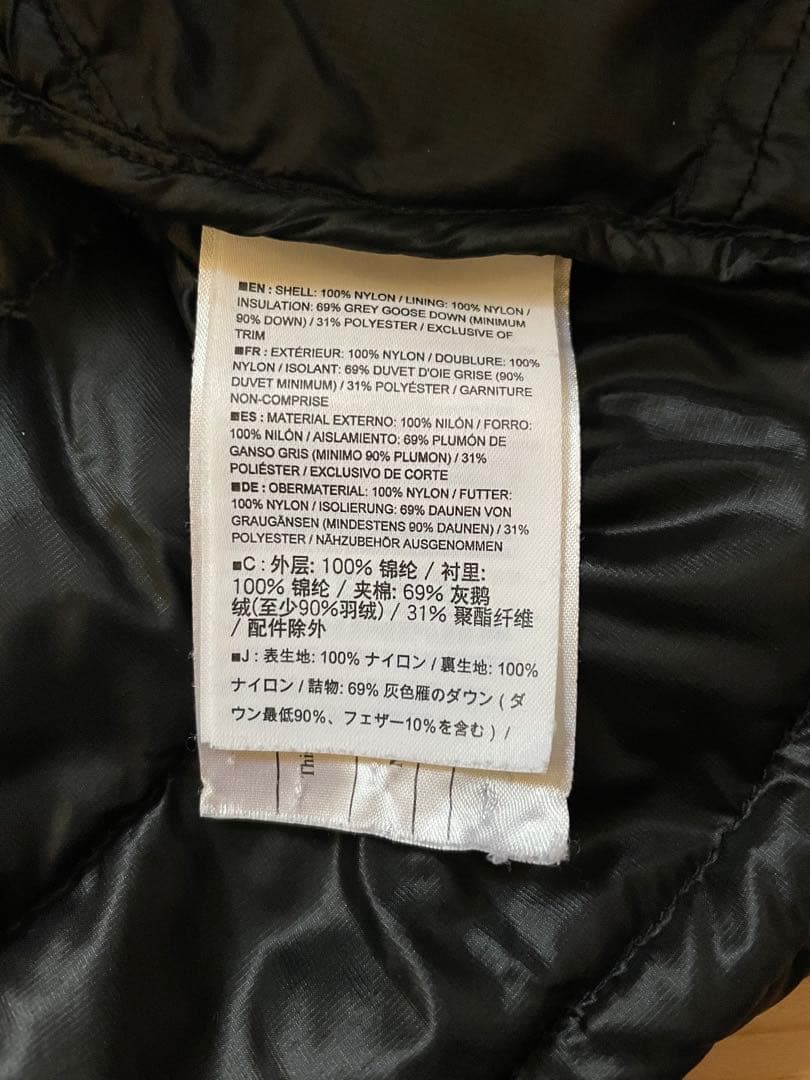 ■EN : SHELL: 100% NYLON / LINING: 100% NYLON /
INSULATION: 69% GREY GOOSE DOWN (MINIMUM
90% DOWN) / 31% POLYESTER / EXCLUSIVE OF
TRIM
■FR : EXTÉRIEUR: 100% NYLON / DOUBLURE: 100%
NYLON / ISOLANT: 69% DUVET D'OIE GRISE (90%
DUVET MINIMUM) / 31% POLYÉSTER / GARNITURE
NON-COMPRISE
■ES : MATERIAL EXTERNO: 100% NILÓN / FORRO:
100% NILÓN / AISLAMIENTO: 69% PLUMÓN DE
GANSO GRIS (MINIMO 90% PLUMON) / 31%
POLIÉSTER / EXCLUSIVO DE CORTE
■DE : OBERMATERIAL: 100% NYLON / FUTTER:
100% NYLON / ISOLIERUNG: 69% DAUNEN VON
GRAUGÄNSEN (MINDESTENS 90% DAUNEN) / 31%
POLYESTER / NÄHZUBEHÖR AUSGENOMMEN
■C : 外层: 100% 锦纶 / 衬里:
100% 锦纶 / 夹棉: 69% 灰鹅
绒(至少90%羽绒) / 31% 聚酯纤维
/ 配件除外
■J : 表生地: 100% ナイロン / 裏生地: 100%
ナイロン / 詰物: 69% 灰色雁のダウン ( ダ
ウン最低90%、フェザー10%を含む ) /